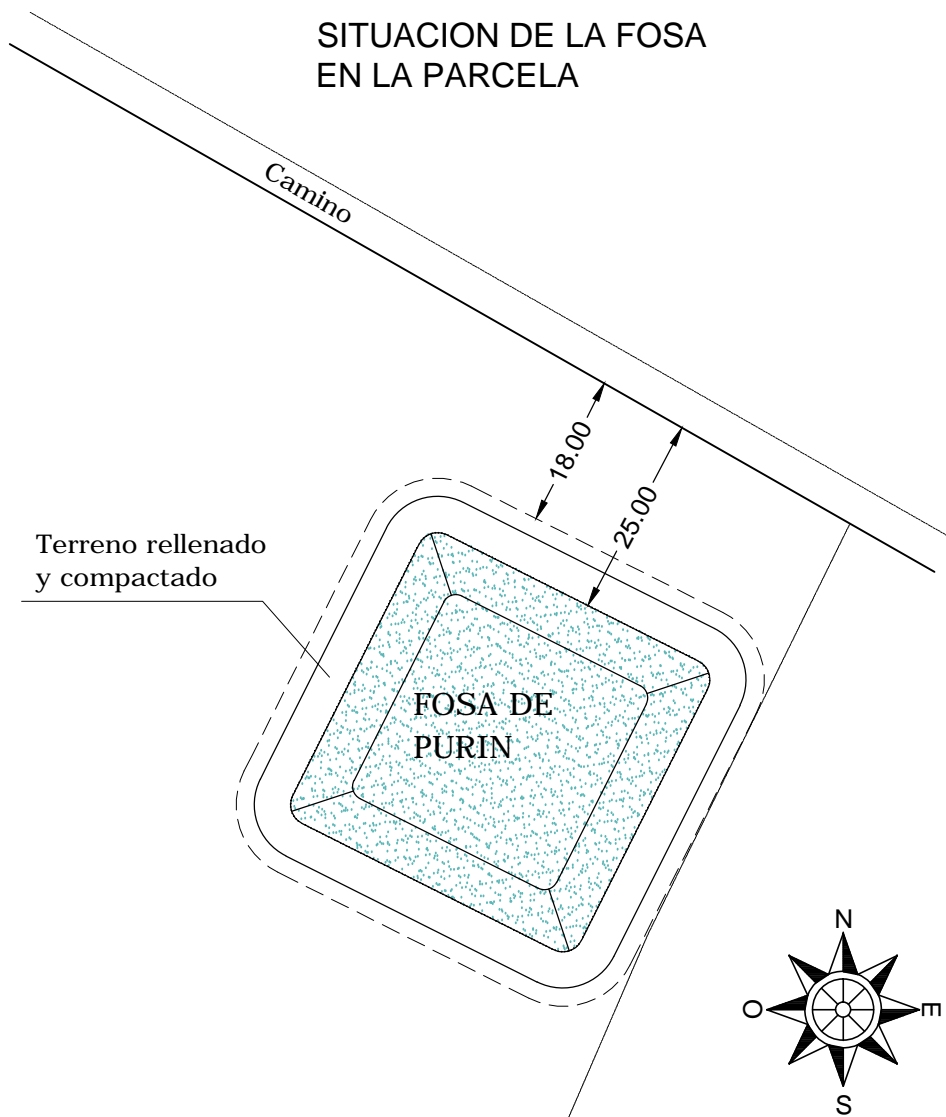 SITUACION DE LA FOSA
EN LA PARCELA
Camino
18.00
25.00
Terreno rellenado
y compactado
FOSA DE
PURIN
N
O
E
S